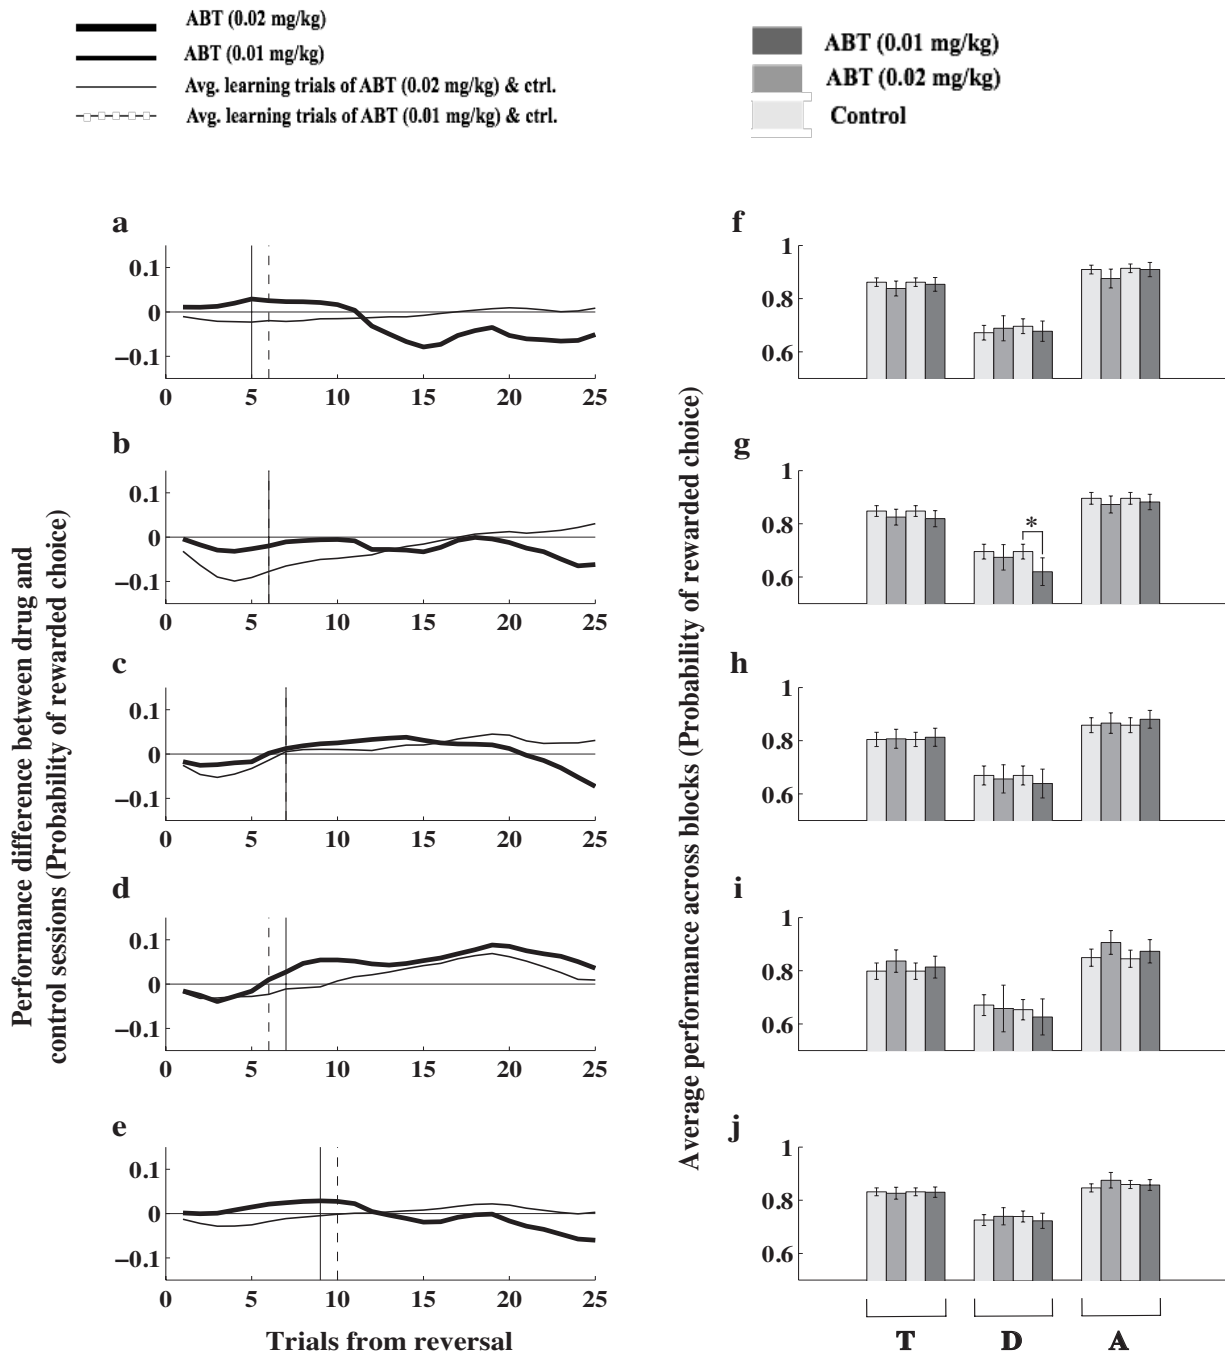 ABT (0.02 mg/kg)
ABT (0.01 mg/kg)
Avg. learning trials of ABT (0.02 mg/kg) & ctrl.
Avg. learning trials of ABT (0.01 mg/kg) & ctrl.
ABT (0.01 mg/kg)
ABT (0.02 mg/kg)
Control
Performance difference between drug and
control sessions (Probability of rewarded choice)
a
0.1
0
−0.1
0 5 10 15 20 25
b
0.1
0
−0.1
0 5 10 15 20 25
c
0.1
0
−0.1
0 5 10 15 20 25
d
0.1
0
−0.1
0 5 10 15 20 25
e
0.1
0
−0.1
0 5 10 15 20 25
Trials from reversal
Average performance across blocks (Probability of rewarded choice)
f
1
0.8
0.6
g
1
0.8
0.6
*
h
1
0.8
0.6
i
1
0.8
0.6
j
1
0.8
0.6
T D A